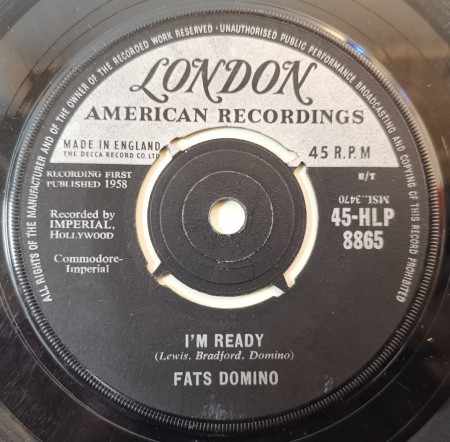 ALL RIGHTS OF THE MANUFACTURER AND OF THE OWNER OF THE RECORDED WORK RESERVED - UNAUTHORISED PUBLIC PERFORMANCE BROADCASTING AND COPYING OF THIS RECORD PROHIBITED
LONDON
AMERICAN RECORDINGS
MADE IN ENGLAND
THE DECCA RECORD CO. LTD
45 R.P.M
RECORDING FIRST
PUBLISHED 1958
E/T
MSL.3470
Recorded by
IMPERIAL,
HOLLYWOOD
45-HLP
8865
Commodore-
Imperial
I'M READY
(Lewis, Bradford, Domino)
FATS DOMINO